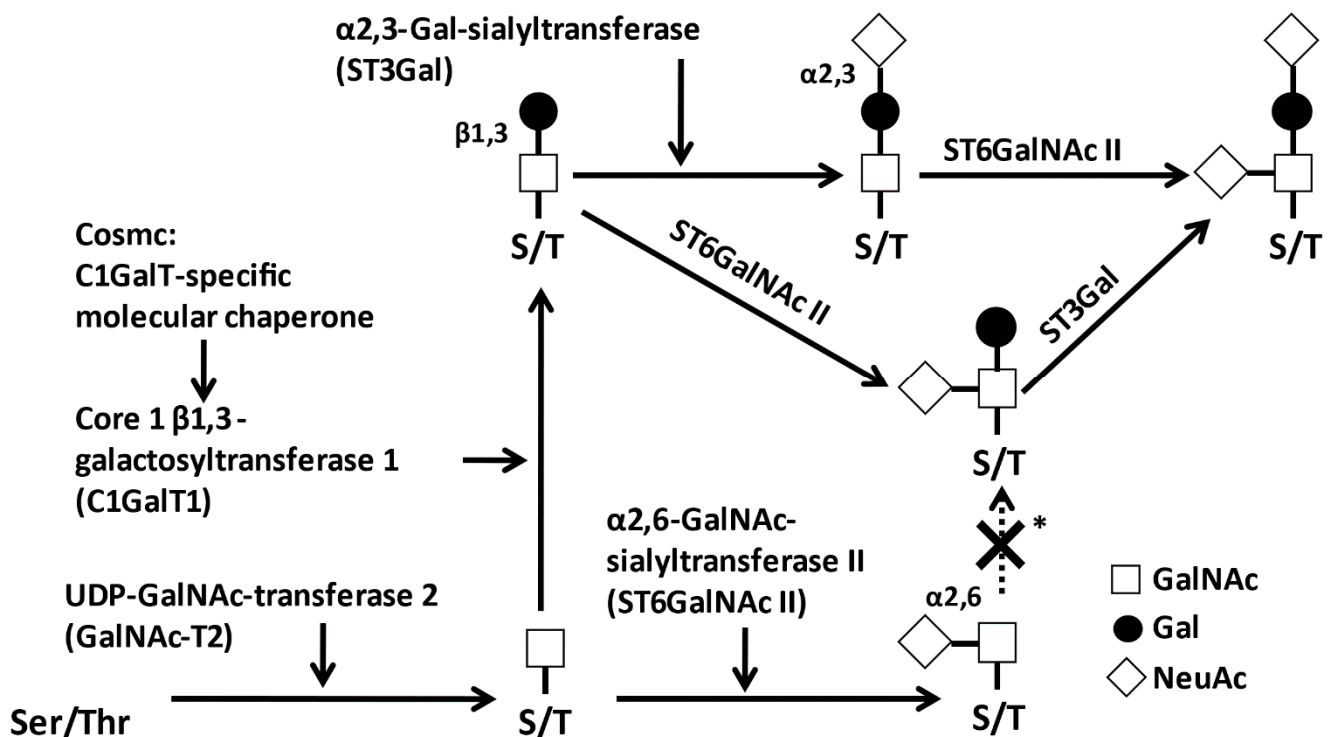 α2,3-Gal-sialyltransferase
(ST3Gal)
β1,3
S/T
α2,3
S/T
ST6GalNAc II
S/T
ST6GalNAc II
ST3Gal
S/T
Cosmc:
C1GalT-specific
molecular chaperone
Core 1 β1,3-
galactosyltransferase 1
(C1GalT1)
*
UDP-GalNAc-transferase 2
(GalNAc-T2)
α2,6-GalNAc-
sialyltransferase II
(ST6GalNAc II)
α2,6
Ser/Thr
S/T
S/T
GalNAc
Gal
NeuAc